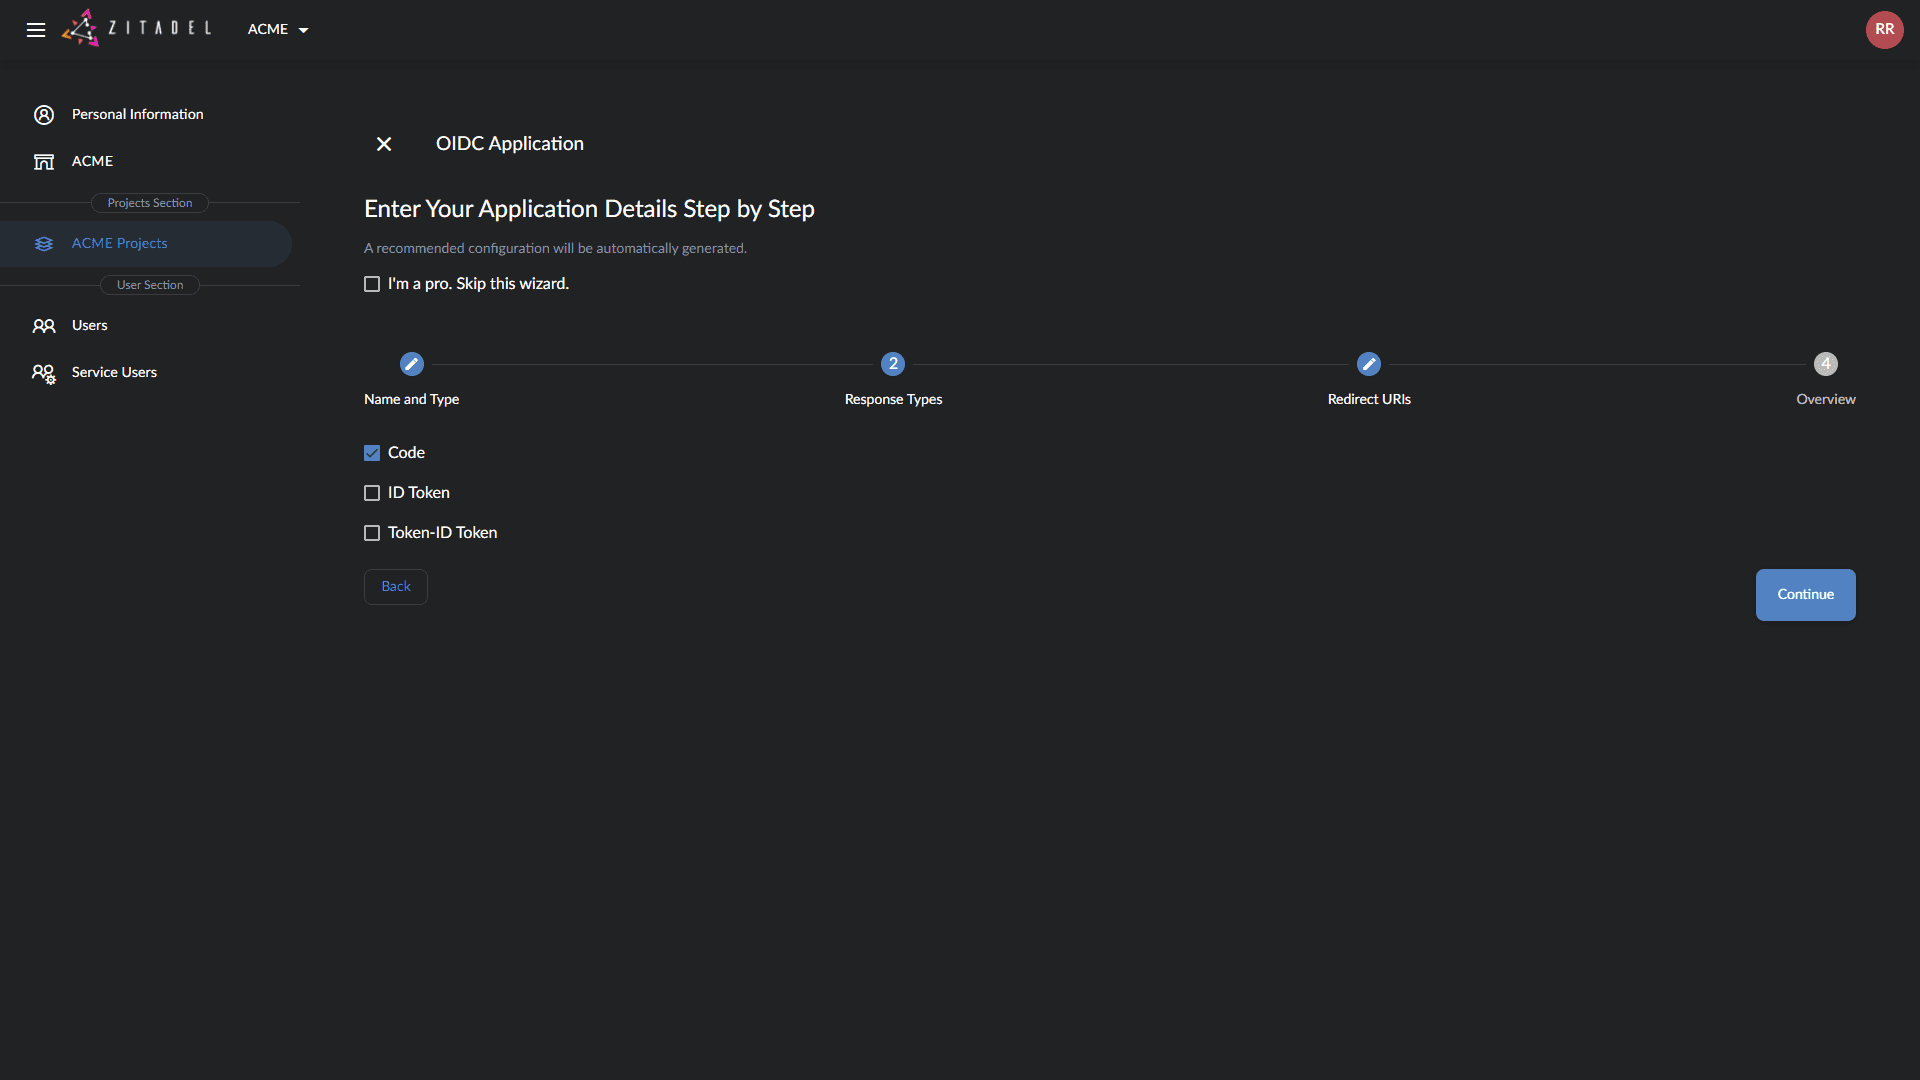 ZITADEL
ACME
RR
Personal Information
ACME
Projects Section
ACME Projects
User Section
Users
Service Users
OIDC Application
Enter Your Application Details Step by Step
A recommended configuration will be automatically generated.
I'm a pro. Skip this wizard.
2
4
Name and Type
Response Types
Redirect URIs
Overview
Code
ID Token
Token-ID Token
Back
Continue